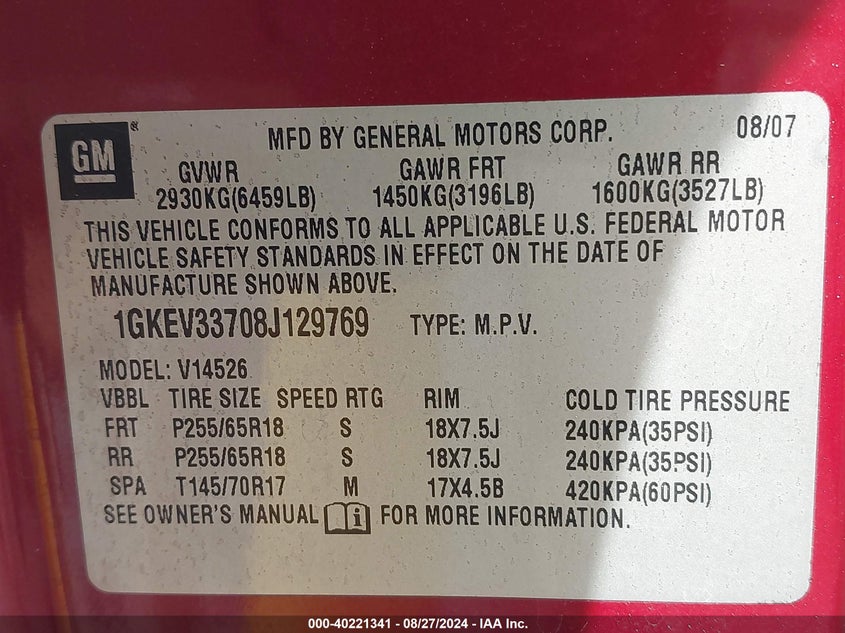 GM ®
MFD BY GENERAL MOTORS CORP. 08/07
GVWR GAWR FRT GAWR RR
2930KG(6459LB) 1450KG(3196LB) 1600KG(3527LB)
THIS VEHICLE CONFORMS TO ALL APPLICABLE U.S. FEDERAL MOTOR
VEHICLE SAFETY STANDARDS IN EFFECT ON THE DATE OF
MANUFACTURE SHOWN ABOVE.
1GKEV33708J129769 TYPE: M.P.V.
MODEL: V14526
VBBL TIRE SIZE SPEED RTG RIM COLD TIRE PRESSURE
FRT P255/65R18 S 18X7.5J 240KPA(35PSI)
RR P255/65R18 S 18X7.5J 240KPA(35PSI)
SPA T145/70R17 M 17X4.5B 420KPA(60PSI)
SEE OWNER'S MANUAL i FOR MORE INFORMATION.
000-40221341 - 08/27/2024 - IAA Inc.